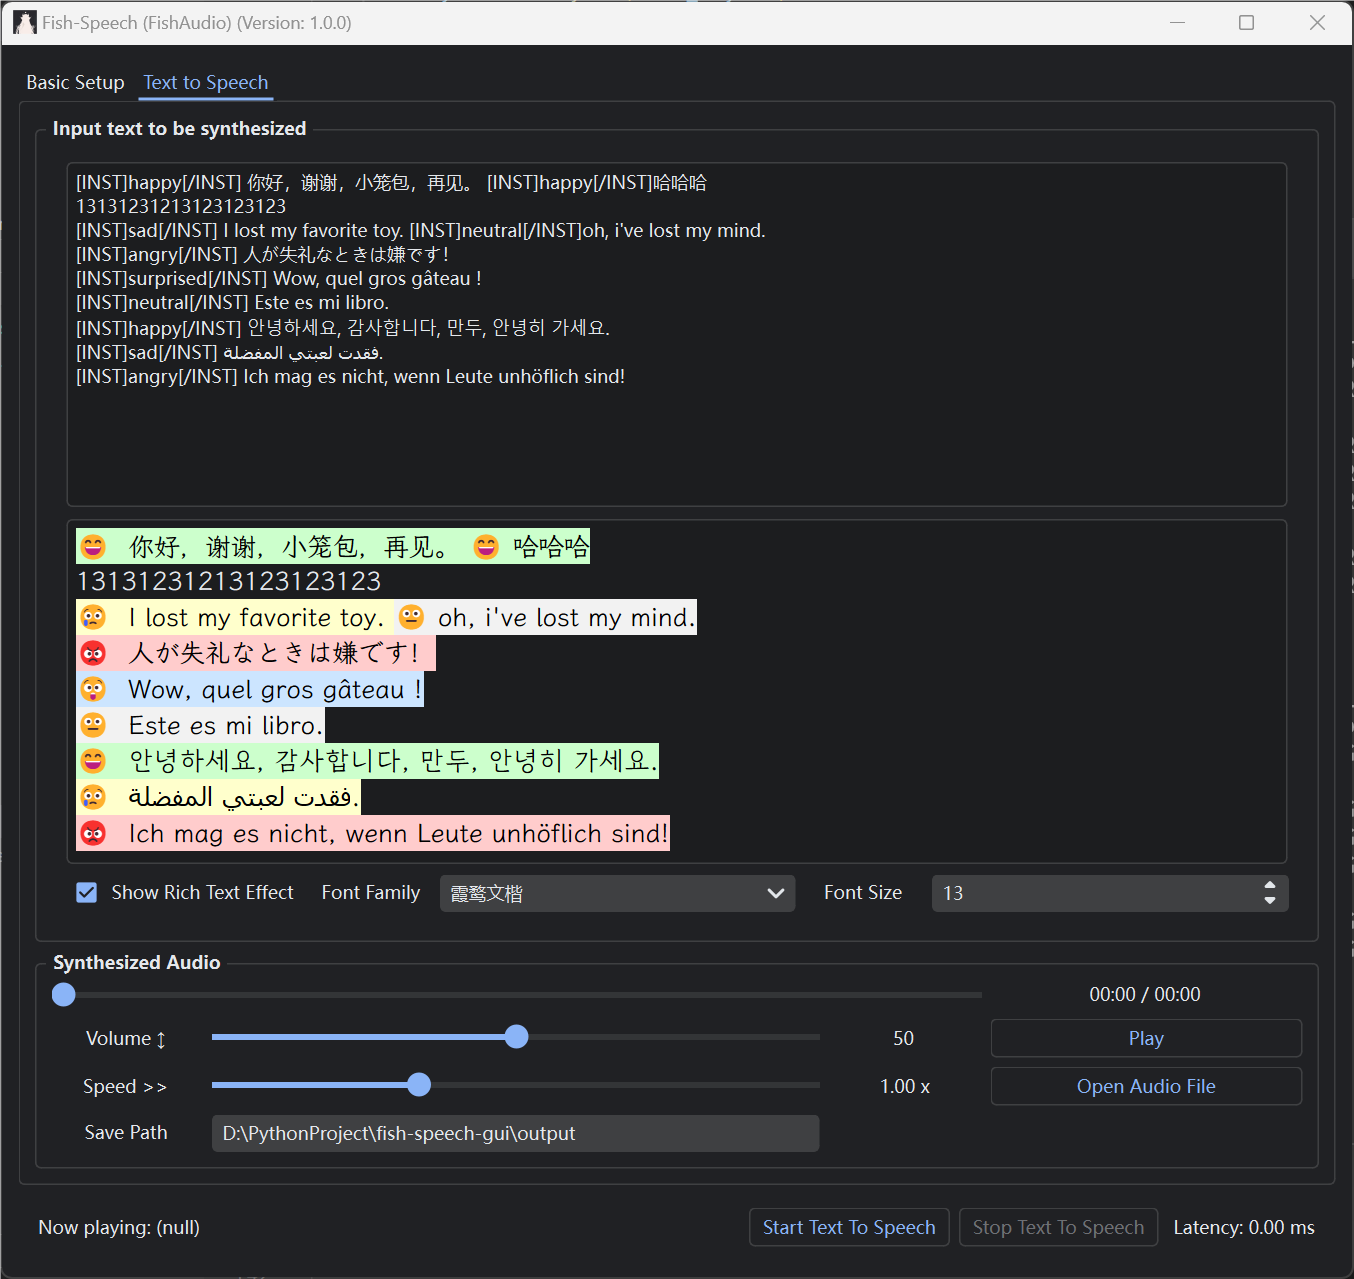 Fish-Speech (FishAudio) (Version: 1.0.0)
Basic Setup Text to Speech
Input text to be synthesized
[INST]happy[/INST] 你好，谢谢，小笼包，再见。 [INST]happy[/INST]哈哈哈
13131231213123123123
[INST]sad[/INST] I lost my favorite toy. [INST]neutral[/INST]oh, i've lost my mind.
[INST]angry[/INST] 人が失礼なときは嫌です！
[INST]surprised[/INST] Wow, quel gros gâteau !
[INST]neutral[/INST] Este es mi libro.
[INST]happy[/INST] 안녕하세요, 감사합니다, 만두, 안녕히 가세요.
[INST]sad[/INST] فقدت لعبتي المفضلة.
[INST]angry[/INST] Ich mag es nicht, wenn Leute unhöflich sind!
😄 你好，谢谢，小笼包，再见。 😄 哈哈哈
13131231213123123123
😢 I lost my favorite toy. 😐 oh, i've lost my mind.
😡 人が失礼なときは嫌です！
😲 Wow, quel gros gâteau !
😐 Este es mi libro.
😄 안녕하세요, 감사합니다, 만두, 안녕히 가세요.
😢 فقدت لعبتي المفضلة.
😡 Ich mag es nicht, wenn Leute unhöflich sind!
Show Rich Text Effect Font Family 霞鹜文楷 Font Size 13
Synthesized Audio
00:00 / 00:00
Volume ↕ 50 Play
Speed >> 1.00 x Open Audio File
Save Path D:\PythonProject\fish-speech-gui\output
Now playing: (null) Start Text To Speech Stop Text To Speech Latency: 0.00 ms